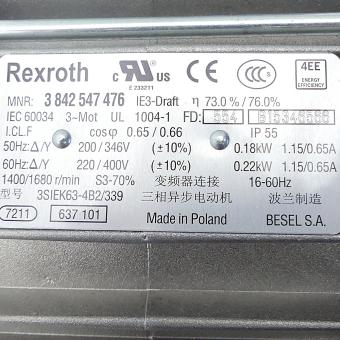 Rexroth c UL US E 233211 CE CCC 4EE ENERGY EFFICIENCY
MNR: 3 842 547 476 IE3-Draft η 73.0% / 76.0%
IEC 60034 3~Mot UL 1004-1 FD: 554
I.CL.F cosφ 0.65 / 0.66 IP 55
50Hz: Δ/Y 200 / 346V (±10%) 0.18kW 1.15/0.65A
60Hz: Δ/Y 220 / 400V (±10%) 0.22kW 1.15/0.65A
1400/1680 r/min S3-70% 变频器连接 16-60Hz
型号 3SIEK63-4B2/339 三相异步电动机 波兰制造
7211 637 101 Made in Poland BESEL S.A.